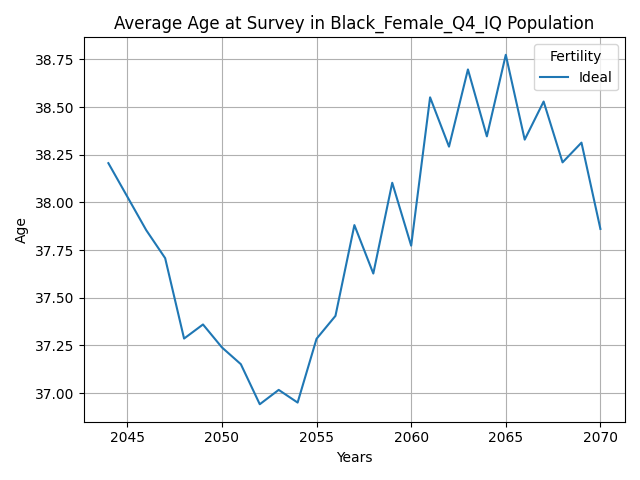 Average Age at Survey in Black_Female_Q4_IQ Population
Fertility
Ideal
38.75
38.50
38.25
38.00
37.75
37.50
37.25
37.00
Age
2045 2050 2055 2060 2065 2070
Years